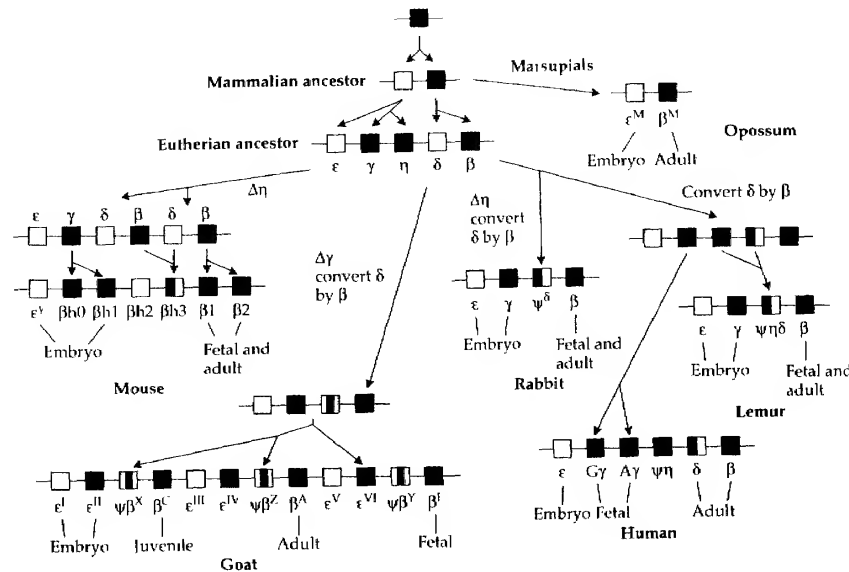 Marsupials
Mammalian ancestor
ε^M β^M
Opossum
Embryo Adult
Eutherian ancestor
ε γ η δ β
Δη
ε γ δ β δ β
ε^y βh0 βh1 βh2 βh3 β1 β2
Embryo
Fetal and
adult
Mouse
Δγ
convert δ
by β
Δη
convert
δ by β
ε γ ψ^δ β
Embryo
Fetal and
adult
Rabbit
Convert δ by β
ε γ ψηδ β
Embryo
Fetal and
adult
Lemur
ε^I ε^II ψβ^X β^C ε^III ε^IV ψβ^Z β^A ε^V ε^VI ψβ^Y β^F
Embryo Juvenile Adult Fetal
Goat
ε Gγ Aγ ψη δ β
Embryo Fetal Adult
Human